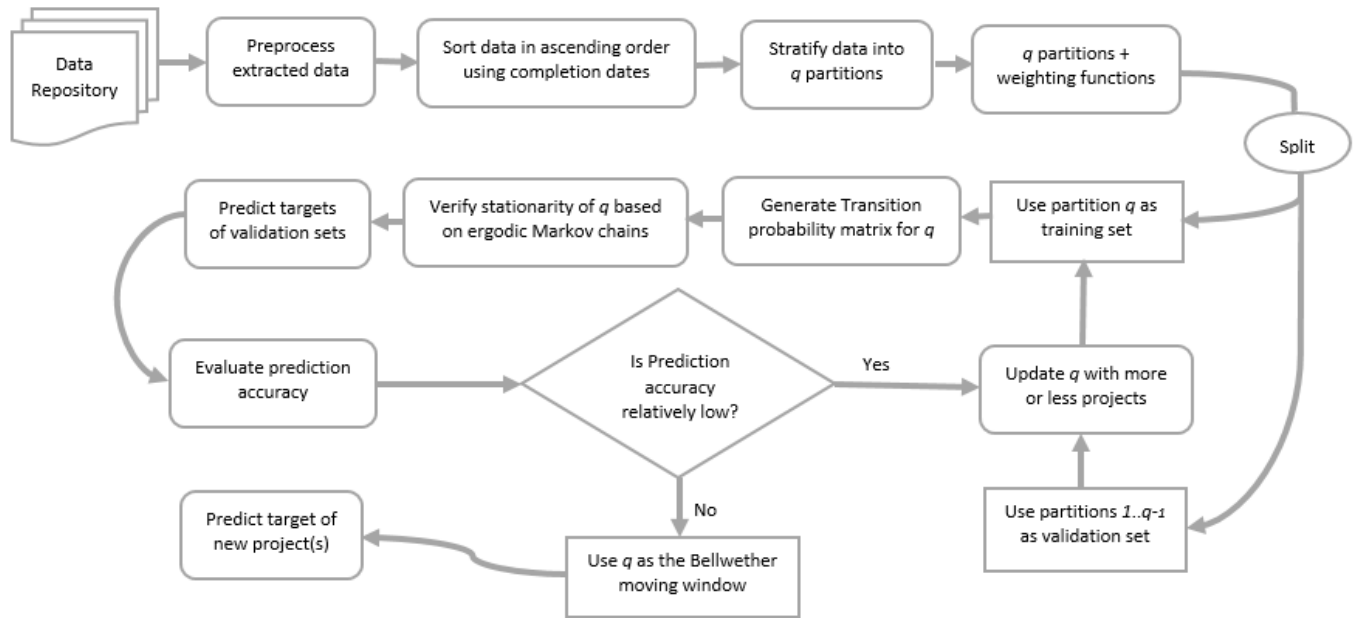 Data
Repository
Preprocess
extracted data
Sort data in ascending order
using completion dates
Stratify data into
q partitions
q partitions +
weighting functions
Split
Predict targets
of validation sets
Verify stationarity of q based
on ergodic Markov chains
Generate Transition
probability matrix for q
Use partition q as
training set
Evaluate prediction
accuracy
Is Prediction
accuracy
relatively low?
Yes
Update q with more
or less projects
No
Predict target of
new project(s)
Use q as the Bellwether
moving window
Use partitions 1..q-1
as validation set